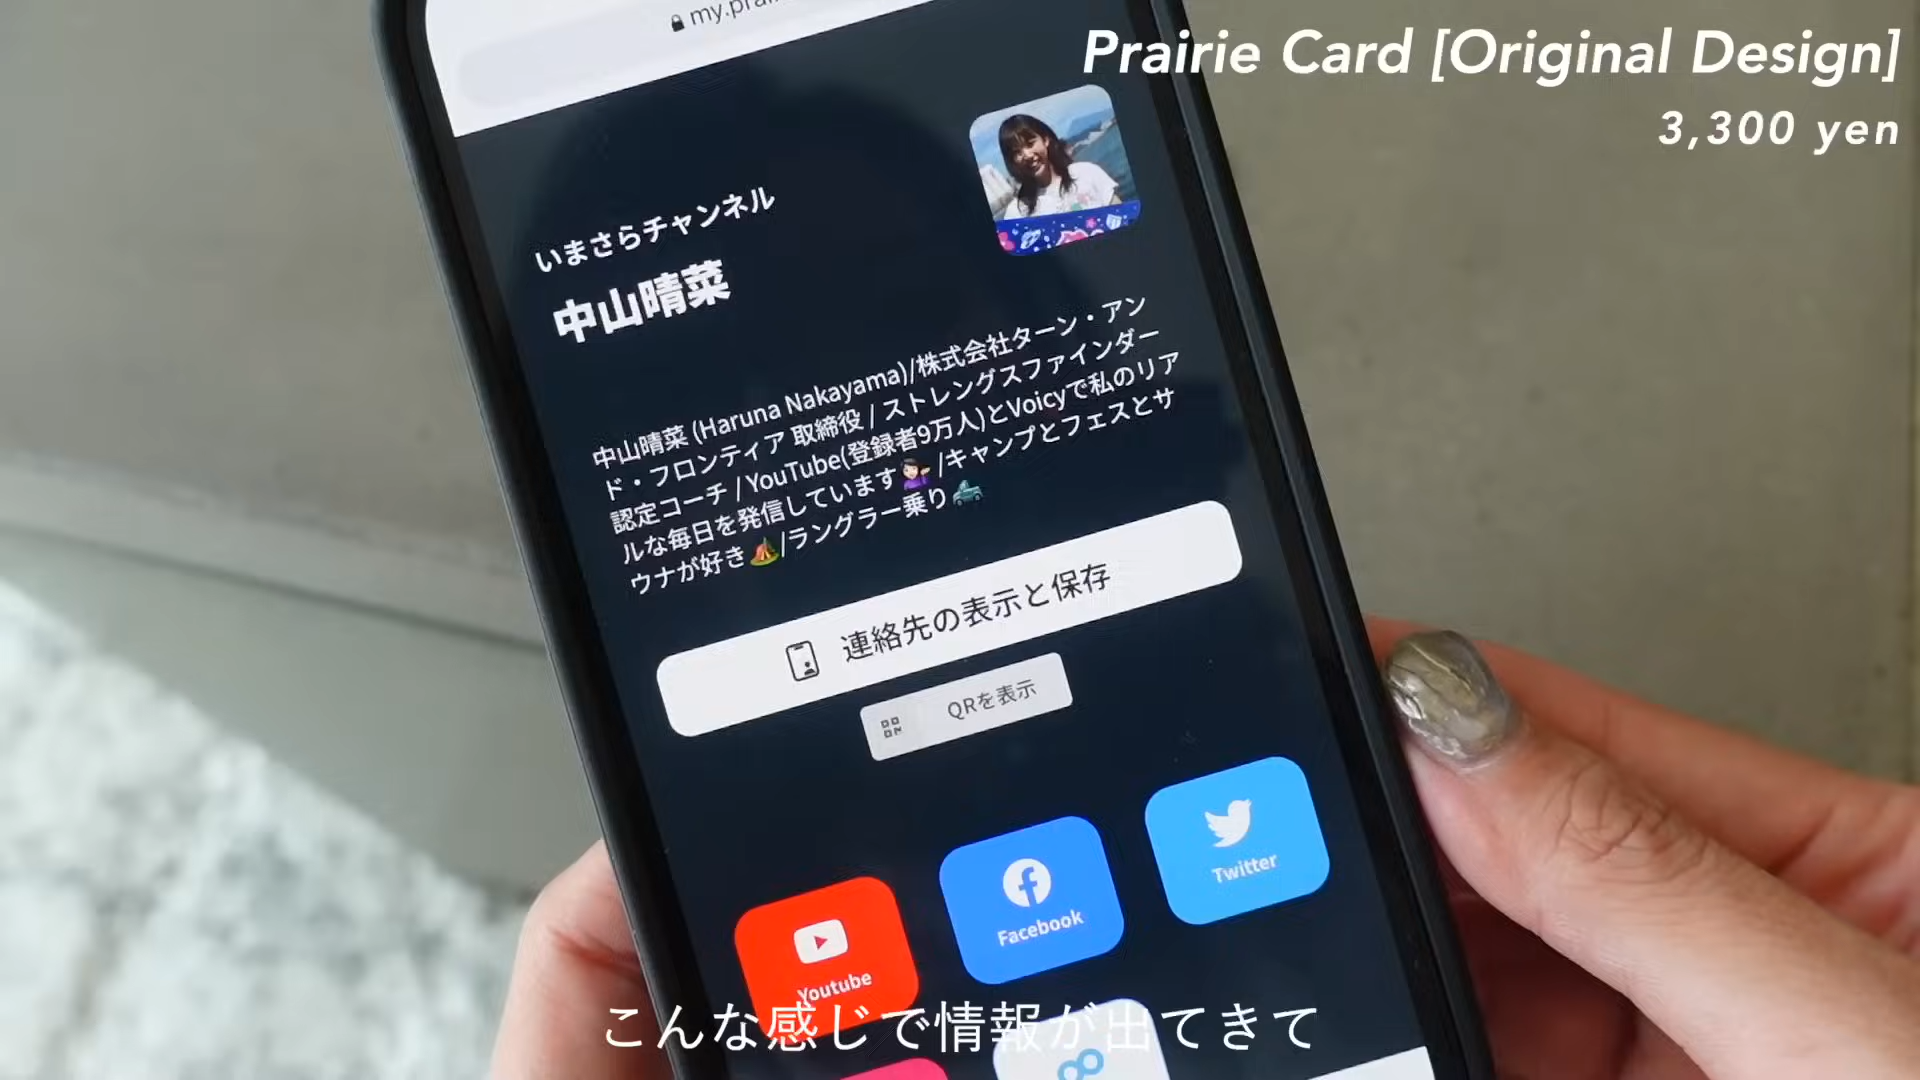 my.prai
Prairie Card [Original Design]
3,300 yen
いまさらチャンネル
中山晴菜
中山晴菜 (Haruna Nakayama)/株式会社ターン・アン
ド・フロンティア 取締役 / ストレングスファインダー
認定コーチ / YouTube(登録者9万人)とVoicyで私のリア
ルな毎日を発信しています💁🏻‍♀️ /キャンプとフェスとサ
ウナが好き🏕️/ラングラー乗り🛻
連絡先の表示と保存
QRを表示
Youtube
Facebook
Twitter
こんな感じで情報が出てきて